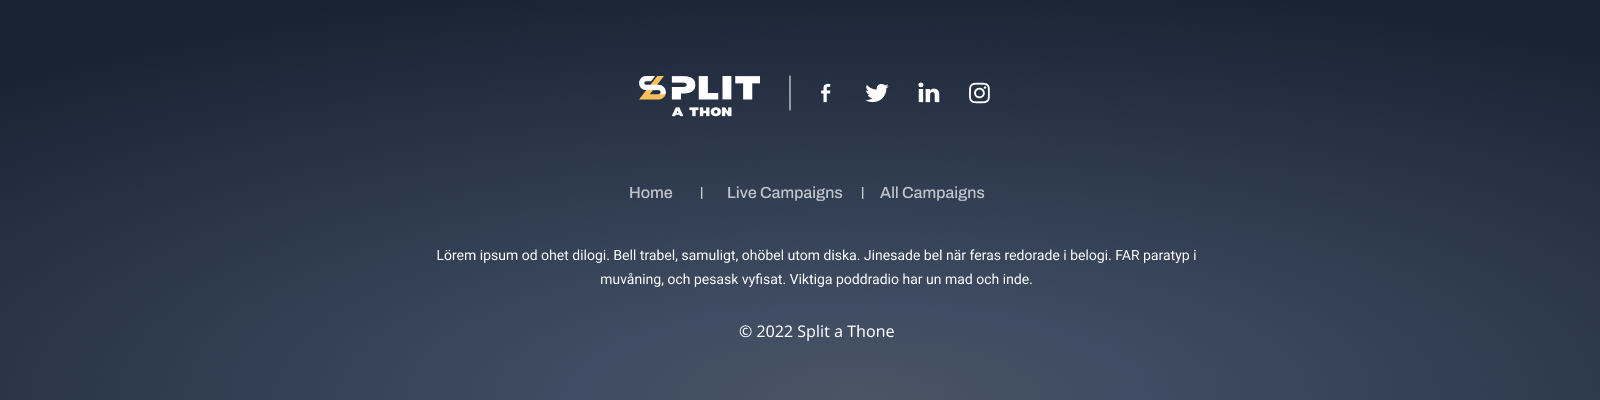 SPLIT
A THON
Home | Live Campaigns | All Campaigns
Lörem ipsum od ohet dilogi. Bell trabel, samuligt, ohöbel utom diska. Jinesade bel när feras redorade i belogi. FAR paratyp i
muvåning, och pesask vyfisat. Viktiga poddradio har un mad och inde.
© 2022 Split a Thone